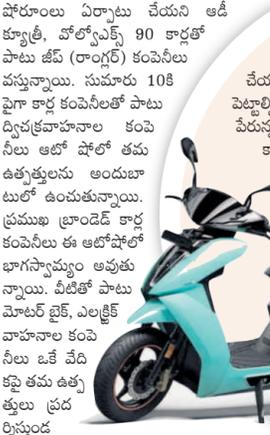 షోరూంలు ఏర్పాటు చేయని ఆడీ
క్యూత్రీ, వోల్వోఎక్స్ 90 కార్లతో
పాటు జీప్ (రాంగ్లర్) కంపెనీలు
వస్తున్నాయి. సుమారు 10కి
పైగా కార్ల కంపెనీలతో పాటు
ద్విచక్రవాహనాల కంపె
నీలు ఆటో షోలో తమ
ఉత్పత్తులను అందుబా
టులో ఉంచుతున్నాయి.
ప్రముఖ బ్రాండెడ్ కార్ల
కంపెనీలు ఈ ఆటోషోలో
భాగస్వామ్యం అవుతు
న్నాయి. వీటితో పాటు
మోటర్ బైక్, ఎలక్ట్రిక్
వాహనాల కంపె
నీలు ఒకే వేది
కపై తమ ఉత్ప
త్తులు ప్రద
ర్శిస్తుండ
చేయ
పెట్టాల్సి
పేరున్న
కా